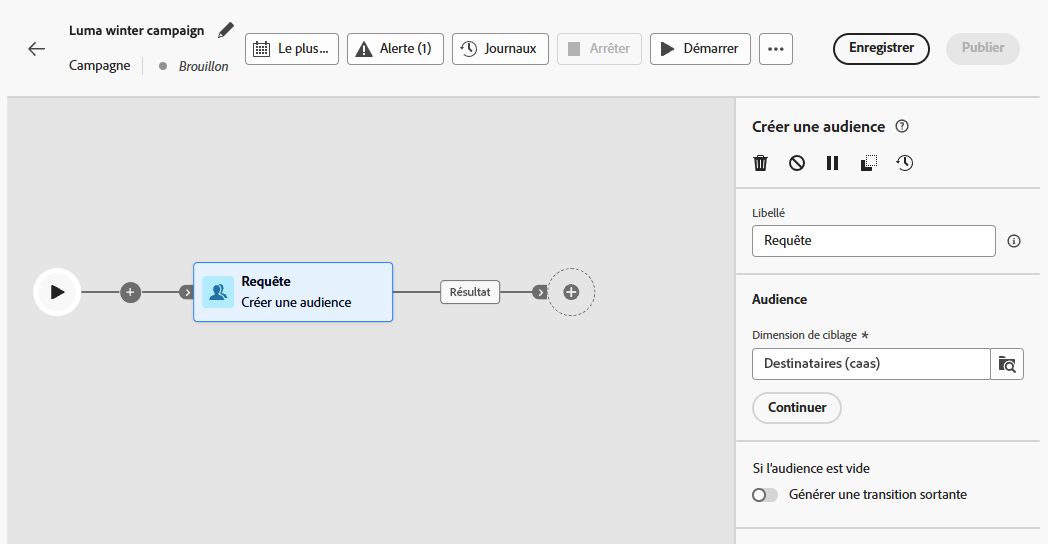 Luma winter campaign
Campagne
Brouillon
Le plus...
Alerte (1)
Journaux
Arrêter
Démarrer
Enregistrer
Publier
Requête
Créer une audience
Résultat
Créer une audience
Libellé
Requête
Audience
Dimension de ciblage *
Destinataires (caas)
Continuer
Si l'audience est vide
Générer une transition sortante